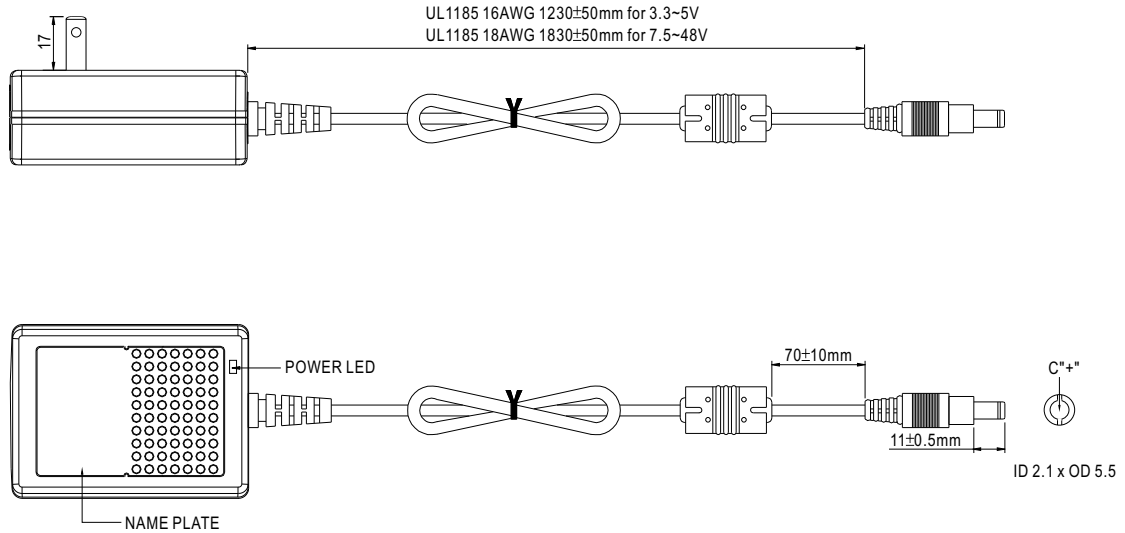 UL1185 16AWG 1230±50mm for 3.3~5V
UL1185 18AWG 1830±50mm for 7.5~48V
17
POWER LED
70±10mm
C"+"
11±0.5mm
ID 2.1 x OD 5.5
NAME PLATE